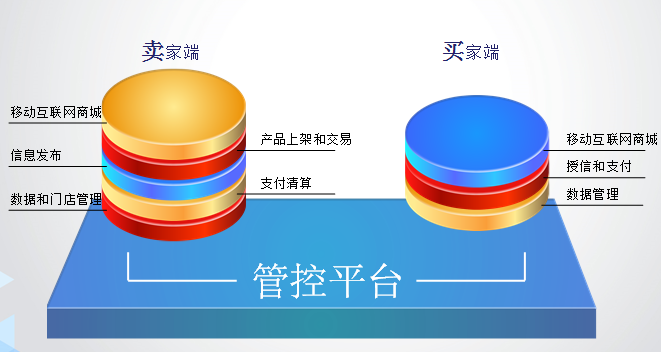 卖家端
买家端
移动互联网商城
产品上架和交易
信息发布
支付清算
数据和门店管理
移动互联网商城
授信和支付
数据管理
管控平台